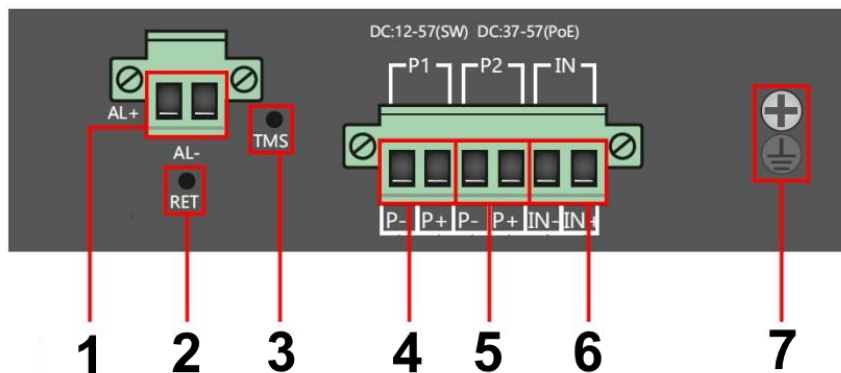 DC:12-57(SW) DC:37-57(PoE)
P1 P2 IN
AL+
TMS
AL-
RET
P- P+ P- P+ IN- IN+
1 2 3 4 5 6 7